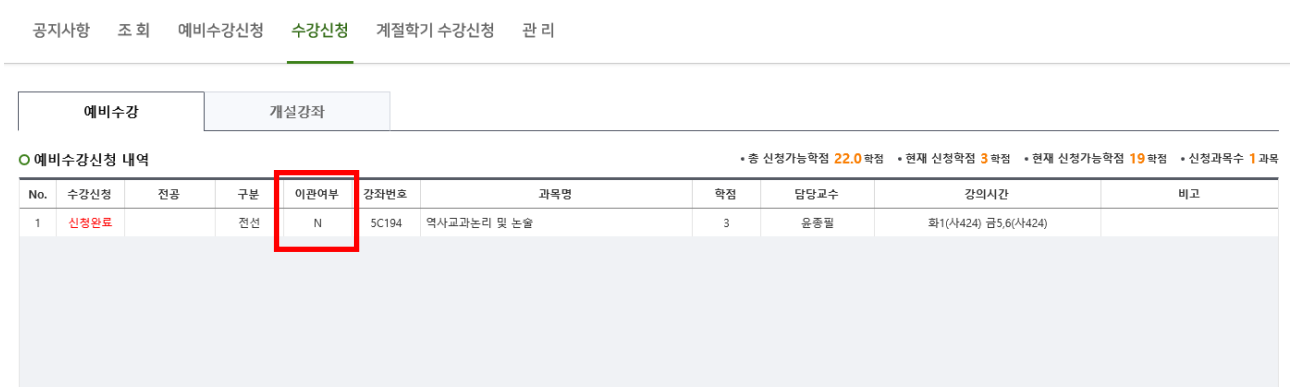 공지사항 조 회 예비수강신청 수강신청 계절학기 수강신청 관 리
예비수강 개설강좌
예비수강신청 내역 • 총 신청가능학점 22.0 학점 • 현재 신청학점 3 학점 • 현재 신청가능학점 19 학점 • 신청과목수 1 과목
No. 수강신청 전공 구분 이관여부 강좌번호 과목명 학점 담당교수 강의시간 비고
1 신청완료 전선 N 5C194 역사교과논리 및 논술 3 윤종필 화1(사424) 금5,6(사424)